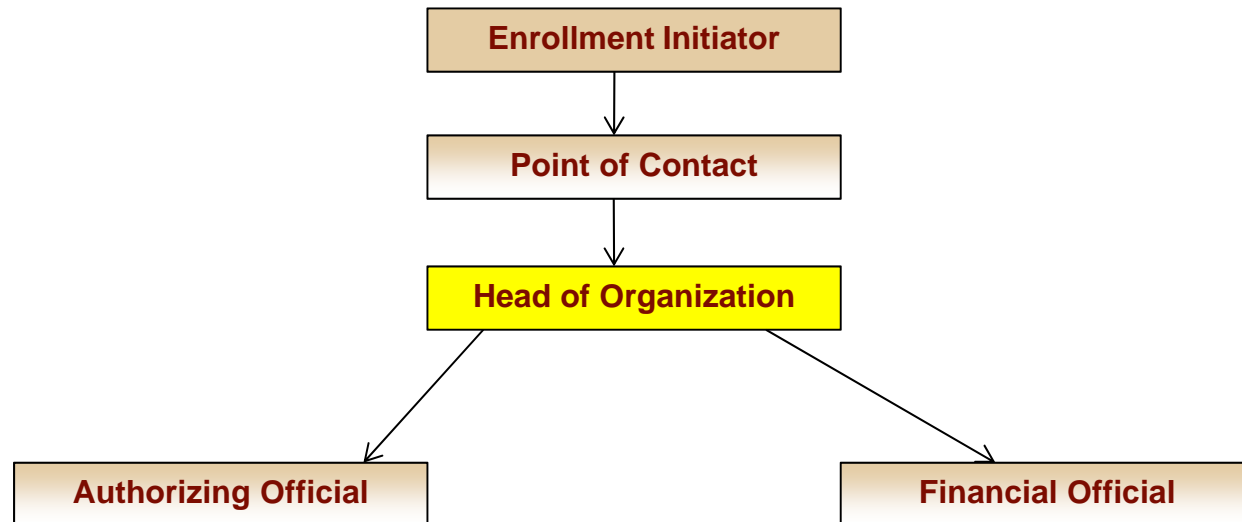 Enrollment Initiator
Point of Contact
Head of Organization
Authorizing Official
Financial Official